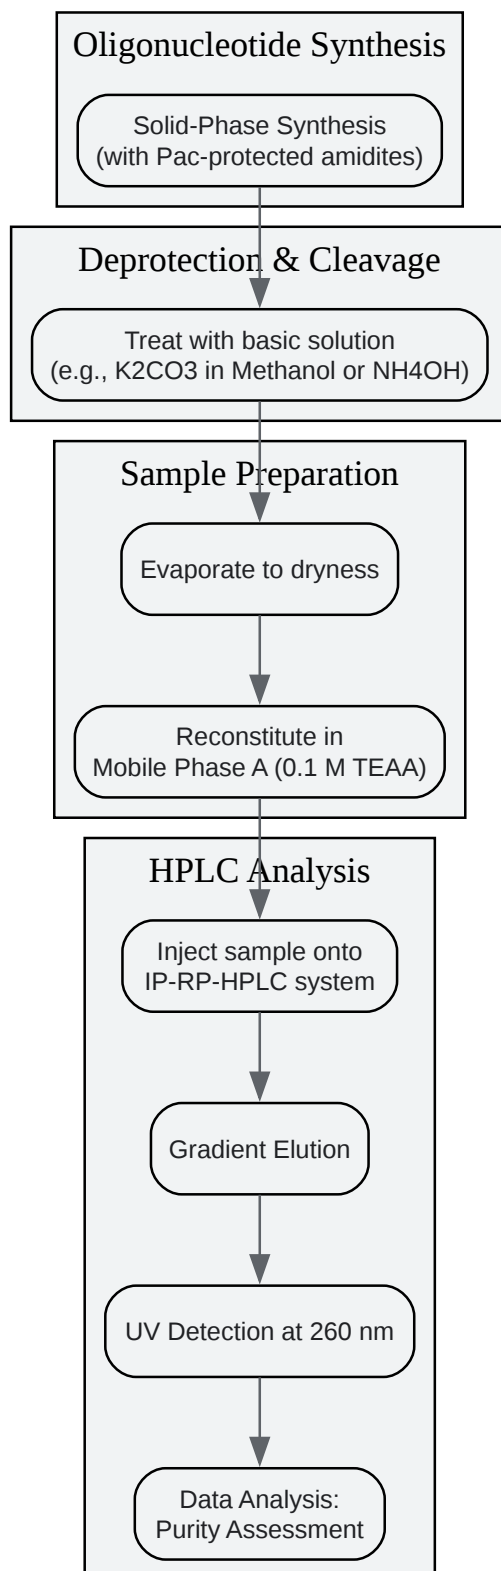 Oligonucleotide Synthesis
Solid-Phase Synthesis
(with Pac-protected amidites)
Deprotection & Cleavage
Treat with basic solution
(e.g., K2CO3 in Methanol or NH4OH)
Sample Preparation
Evaporate to dryness
Reconstitute in
Mobile Phase A (0.1 M TEAA)
HPLC Analysis
Inject sample onto
IP-RP-HPLC system
Gradient Elution
UV Detection at 260 nm
Data Analysis:
Purity Assessment